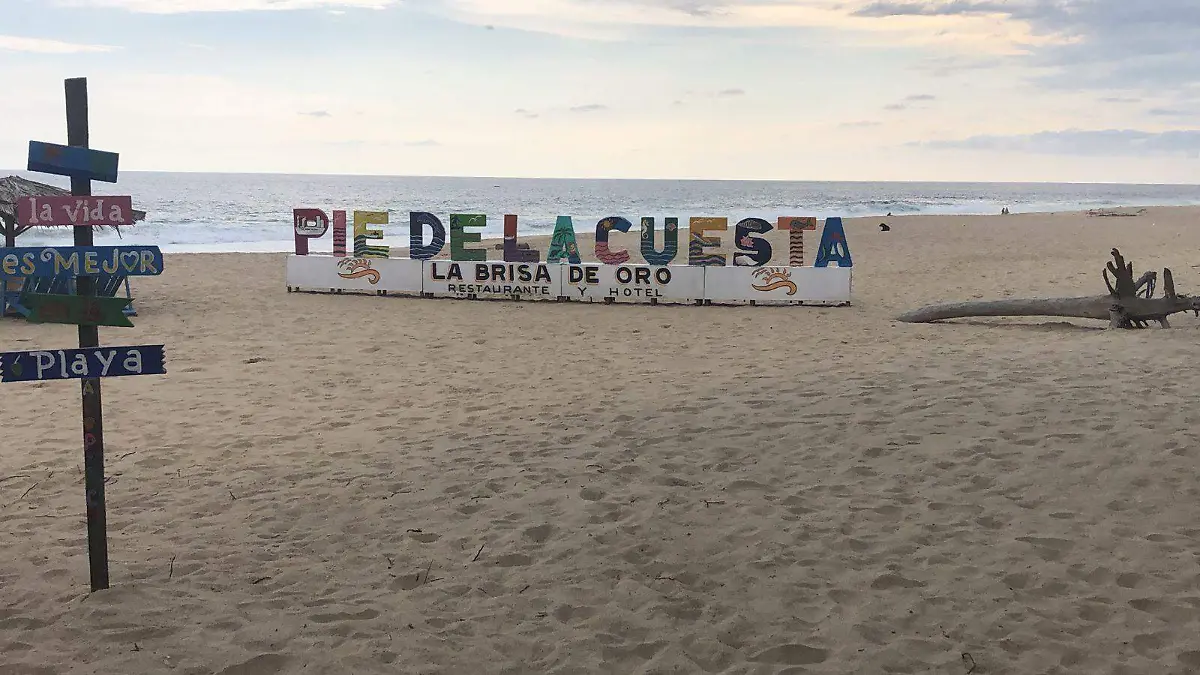 la Vida
es MEJOR
Playa
PIE DE LA CUESTA
LA BRISA DE ORO
RESTAURANTE Y HOTEL